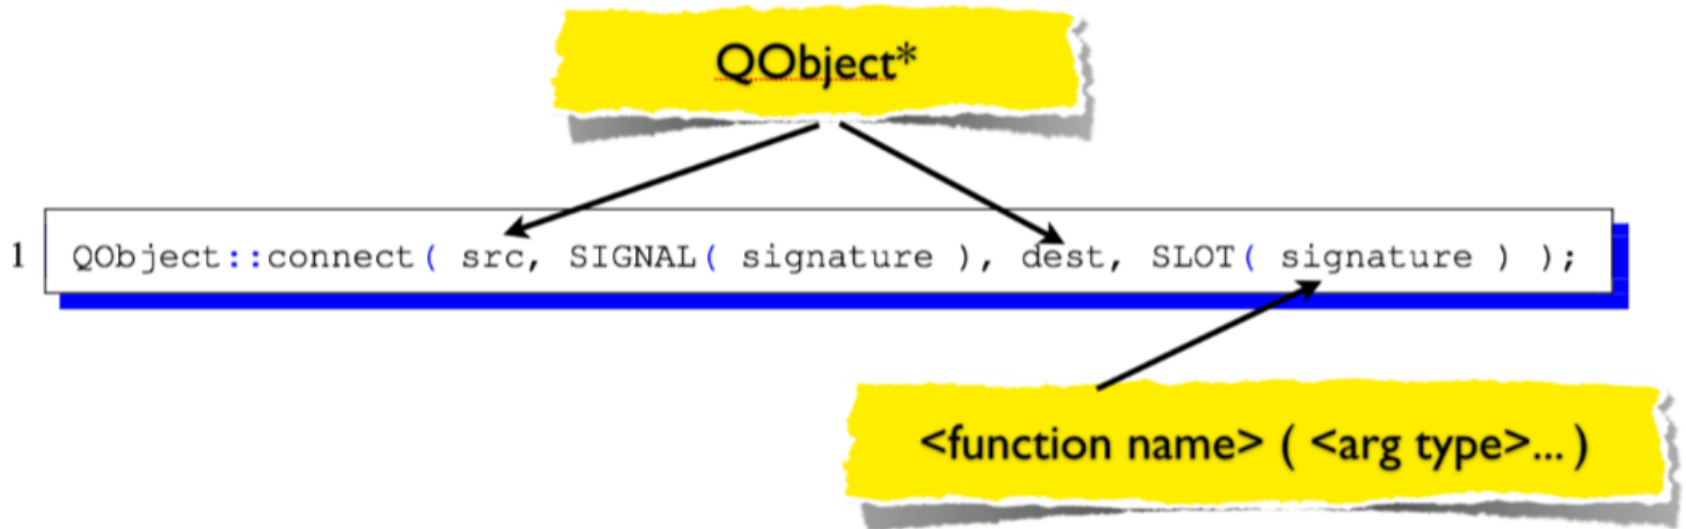 QObject*
1 QObject::connect( src, SIGNAL( signature ), dest, SLOT( signature ) );
<function name> ( <arg type>... )